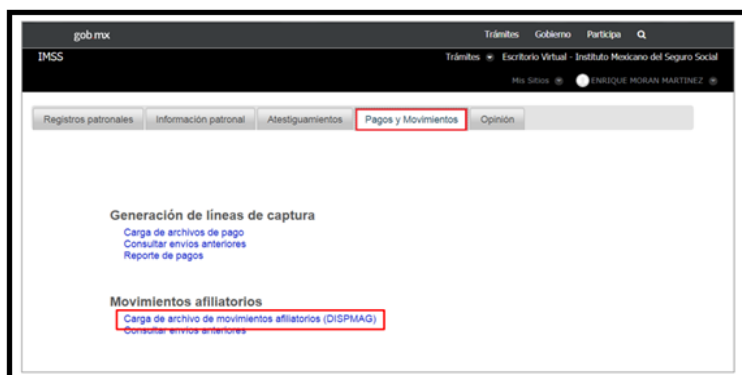 gob mx Trámites Gobierno Participa
IMSS Trámites Escritorio Virtual - Instituto Mexicano del Seguro Social
Mis Sitios ENRIQUE MORAN MARTINEZ
Registros patronales Información patronal Atestiguamientos Pagos y Movimientos Opinión
Generación de líneas de captura
Carga de archivos de pago
Consultar envíos anteriores
Reporte de pagos
Movimientos afiliatorios
Carga de archivo de movimientos afiliatorios (DISPMAG)
Consultar envíos anteriores